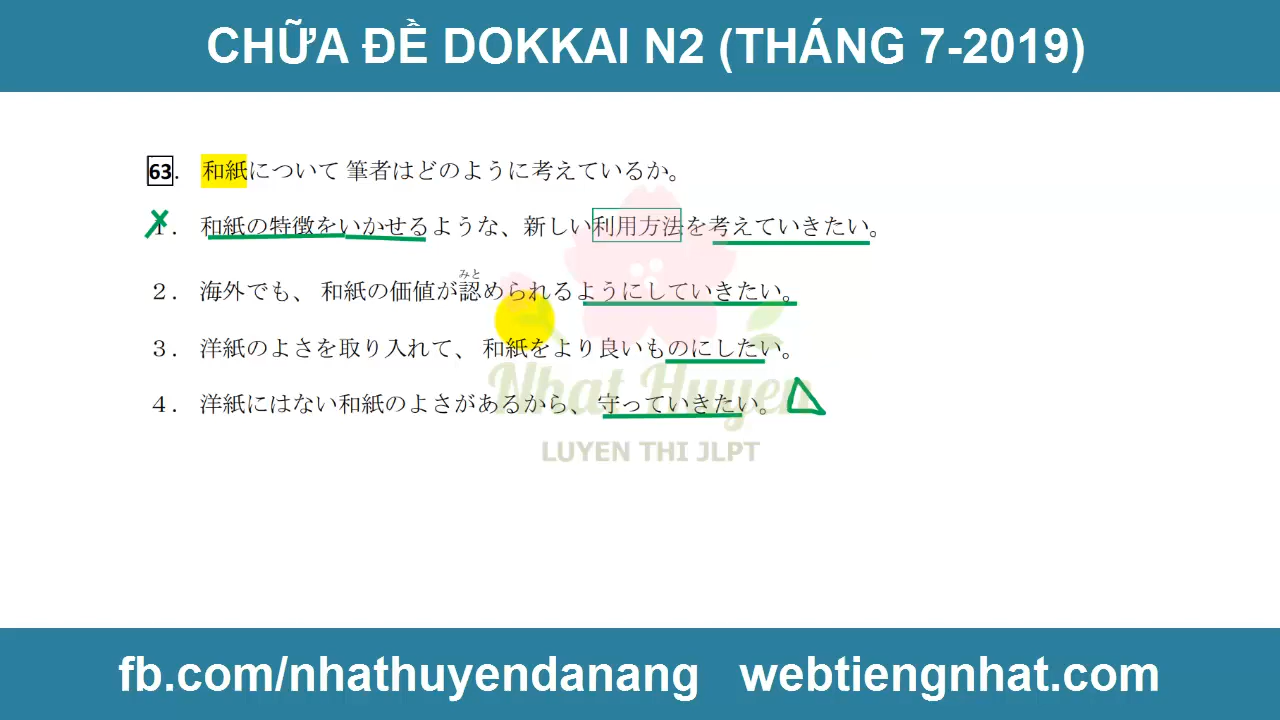 CHỮA ĐỀ DOKKAI N2 (THÁNG 7-2019)
63. 和紙について 筆者はどのように考えているか。
1. 和紙の特徴をいかせるような、新しい利用方法を考えていきたい。
みと
2. 海外でも、 和紙の価値が認められるようにしていきたい。
3. 洋紙のよさを取り入れて、 和紙をより良いものにしたい。
4. 洋紙にはない和紙のよさがあるから、 守っていきたい。
Nhat Huyen
LUYEN THI JLPT
fb.com/nhathuyendanang webtiengnhat.com